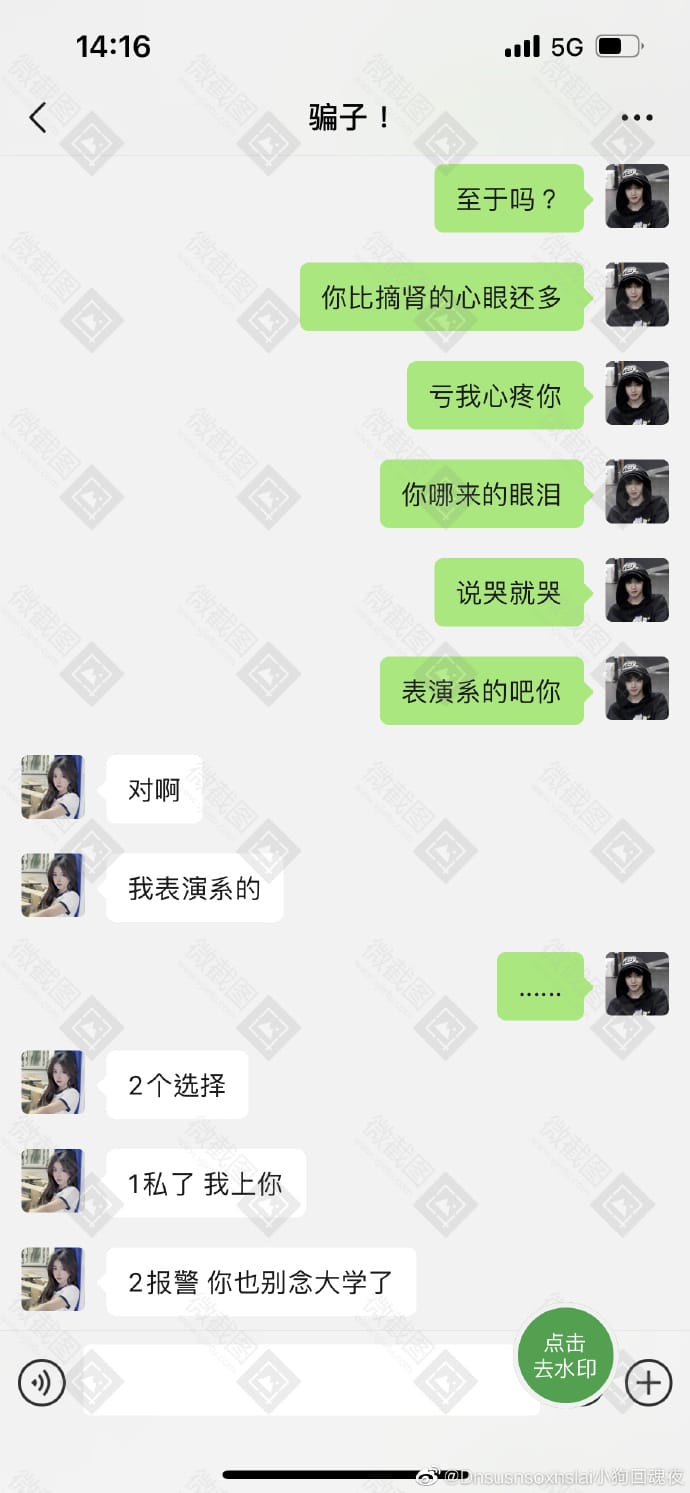 14:16
5G
骗子！
至于吗？
你比摘肾的心眼还多
亏我心疼你
你哪来的眼泪
说哭就哭
表演系的吧你
对啊
我表演系的
......
2个选择
1私了 我上你
2报警 你也别念大学了
点击
去水印
@Dnsusnsoxnslai小狗回魂夜
微截图